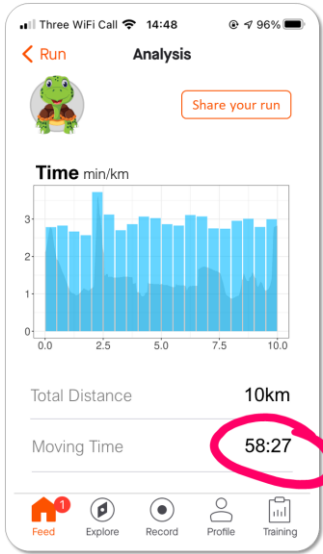 Three WiFi Call 14:48 96%
Run Analysis
Share your run
Time min/km
3
2
1
0
0.0 2.5 5.0 7.5 10.0
Total Distance 10km
Moving Time 58:27
1
Feed Explore Record Profile Training